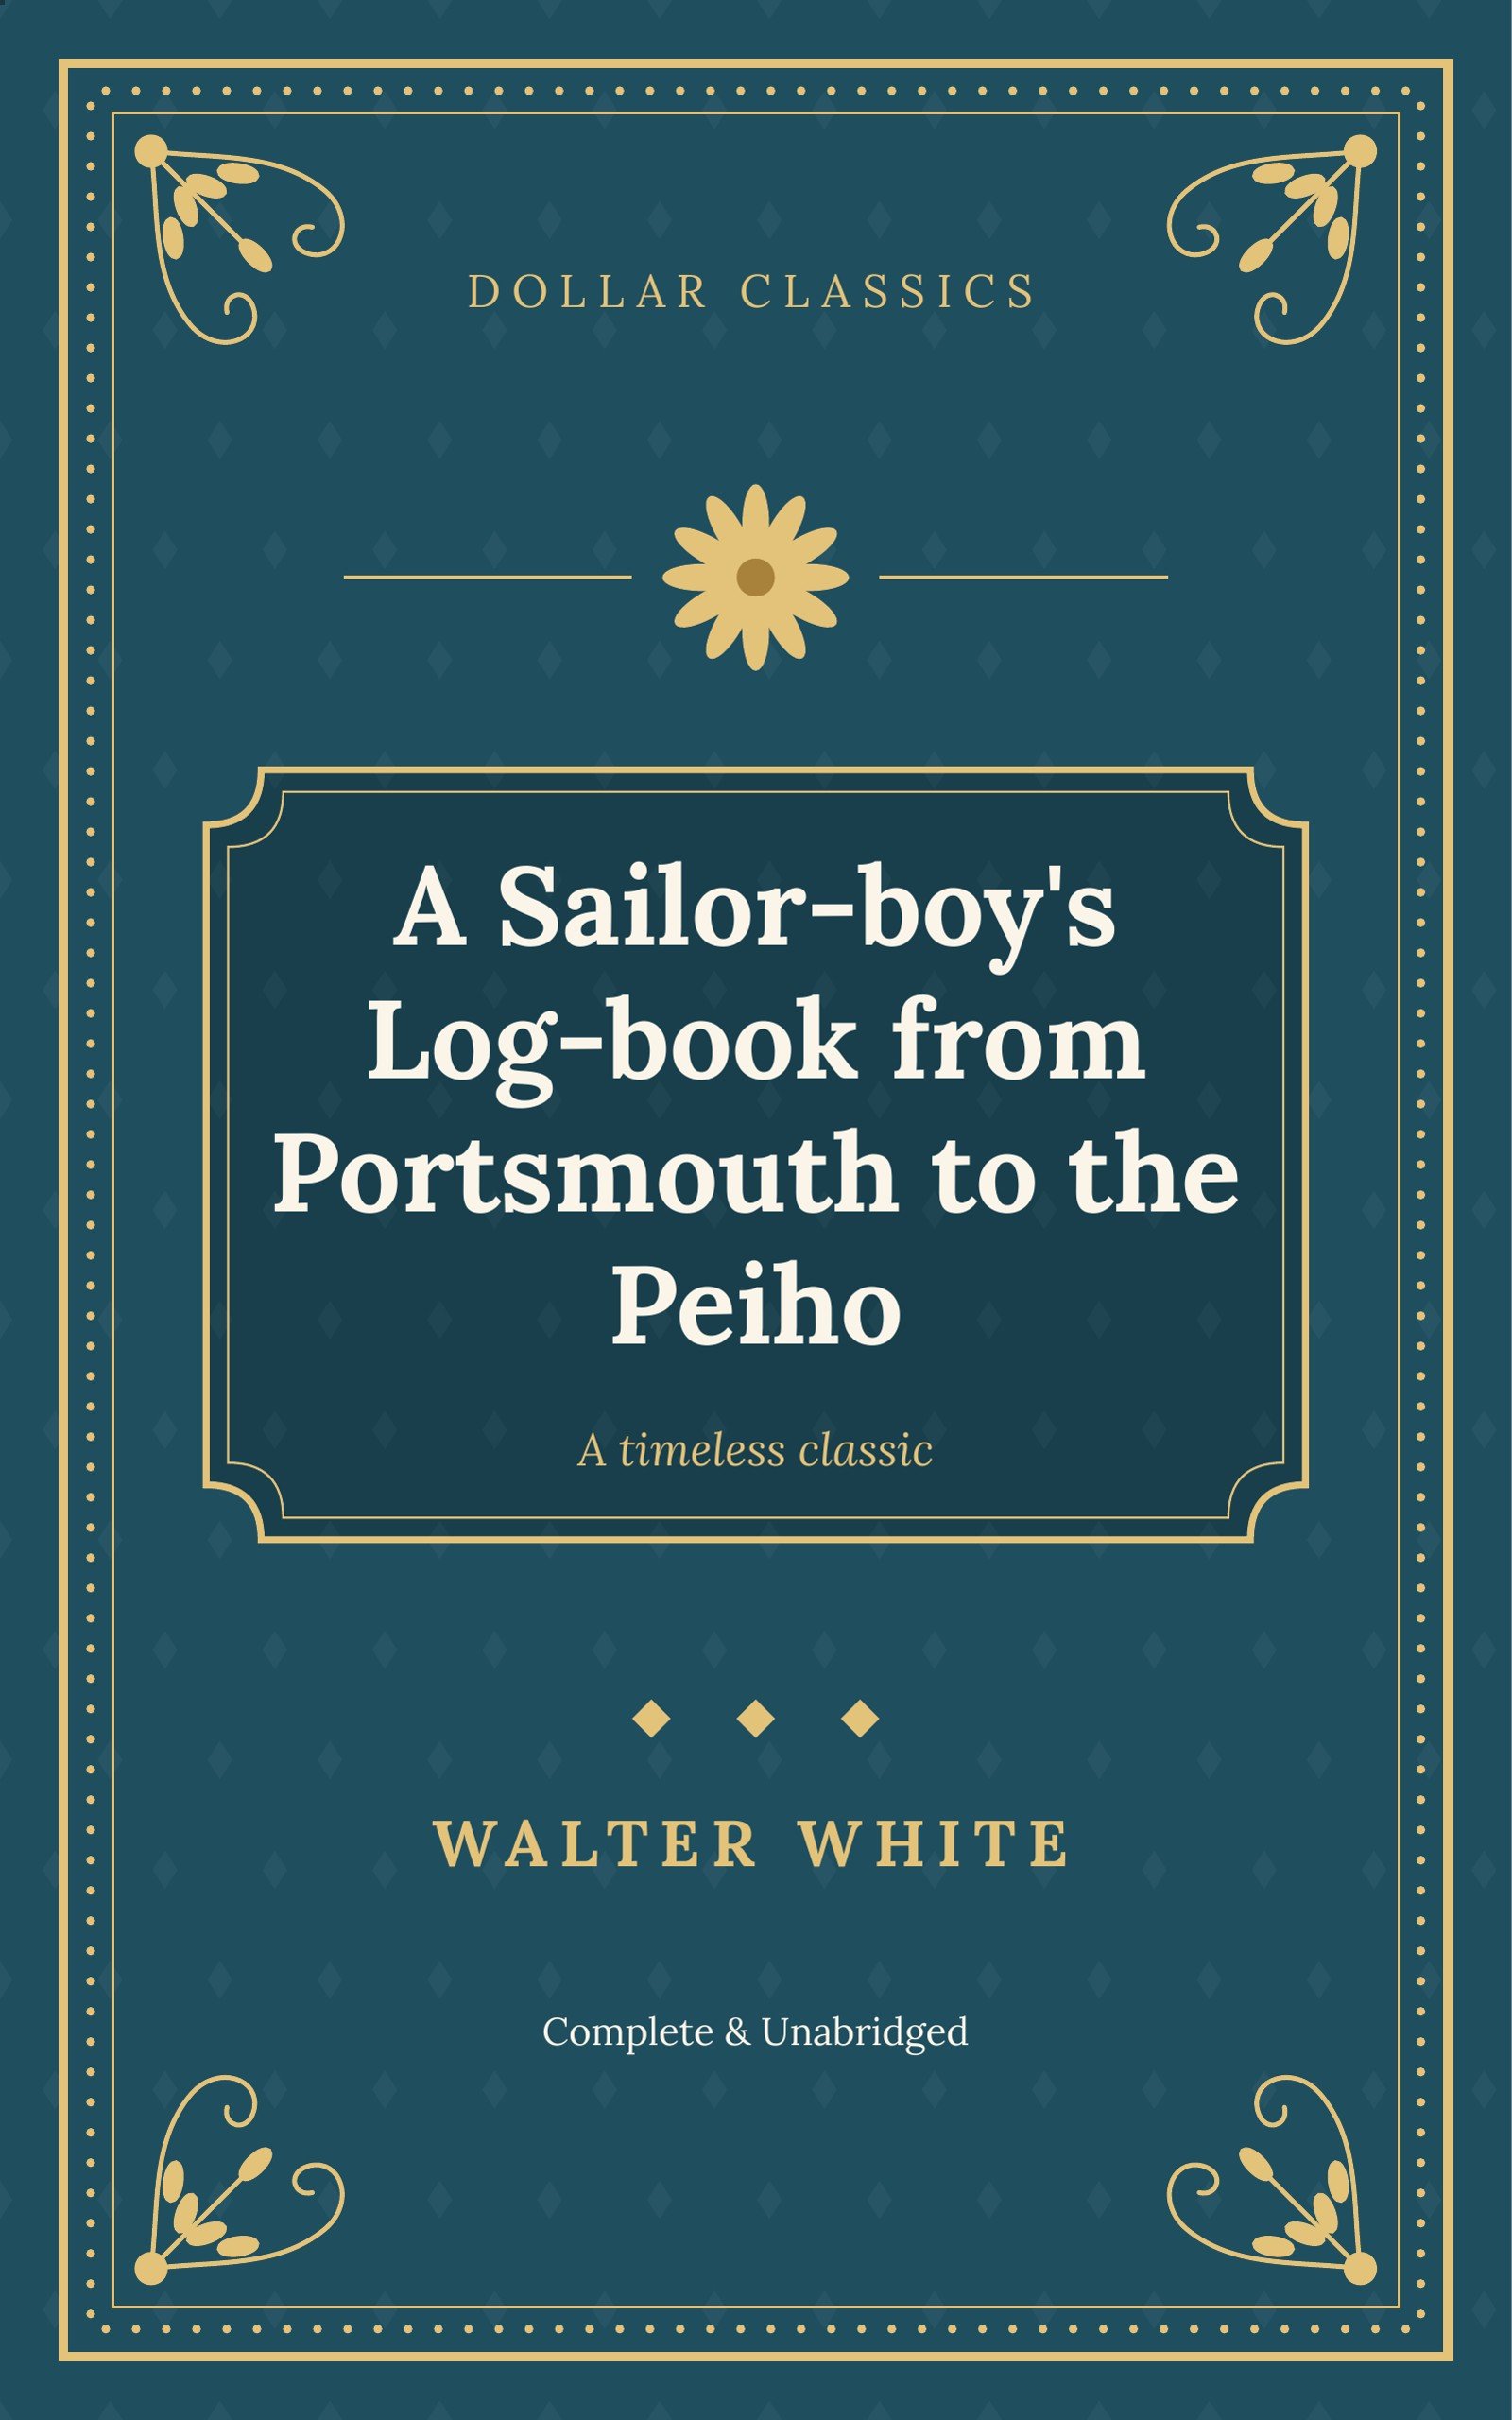 DOLLAR CLASSICS
A Sailor-boy's
Log-book from
Portsmouth to the
Peiho
A timeless classic
WALTER WHITE
Complete & Unabridged